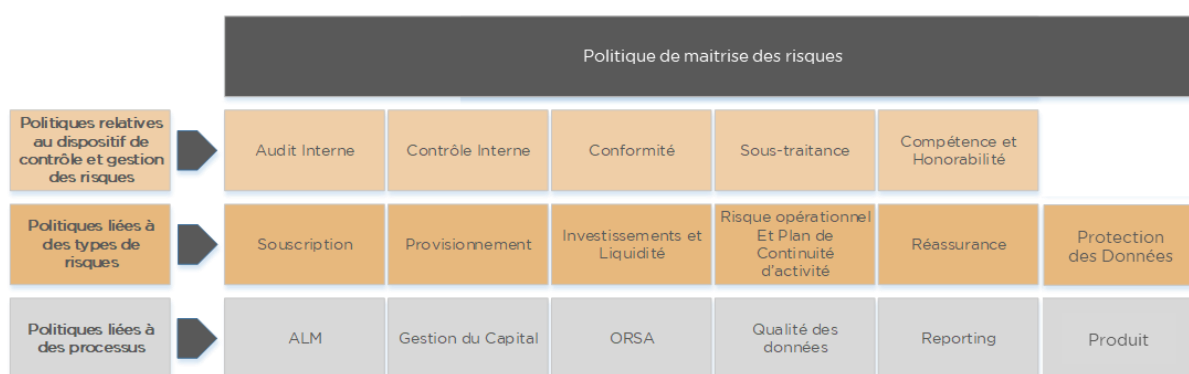 Politique de maitrise des risques
Politiques relatives
au dispositif de
contrôle et gestion
des risques
Audit Interne
Contrôle Interne
Conformité
Sous-traitance
Compétence et
Honorabilité
Politiques liées à
des types de
risques
Souscription
Provisionnement
Investissements et
Liquidité
Risque opérationnel
Et Plan de
Continuité
d'activité
Réassurance
Protection
des Données
Politiques liées à
des processus
ALM
Gestion du Capital
ORSA
Qualité des
données
Reporting
Produit